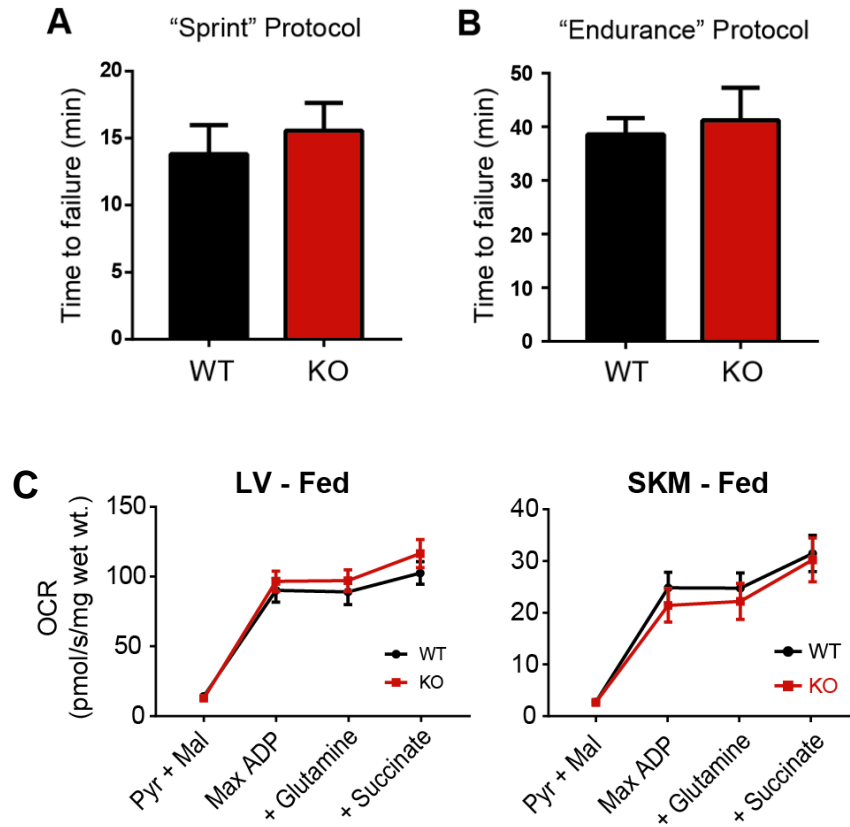 A
“Sprint” Protocol
Time to failure (min)
20
15
10
5
0
WT
KO
B
“Endurance” Protocol
Time to failure (min)
50
40
30
20
10
0
WT
KO
C
LV - Fed
OCR
(pmol/s/mg wet wt.)
150
100
50
0
WT
KO
Pyr + Mal
Max ADP
+ Glutamine
+ Succinate
SKM - Fed
40
30
20
10
0
WT
KO
Pyr + Mal
Max ADP
+ Glutamine
+ Succinate